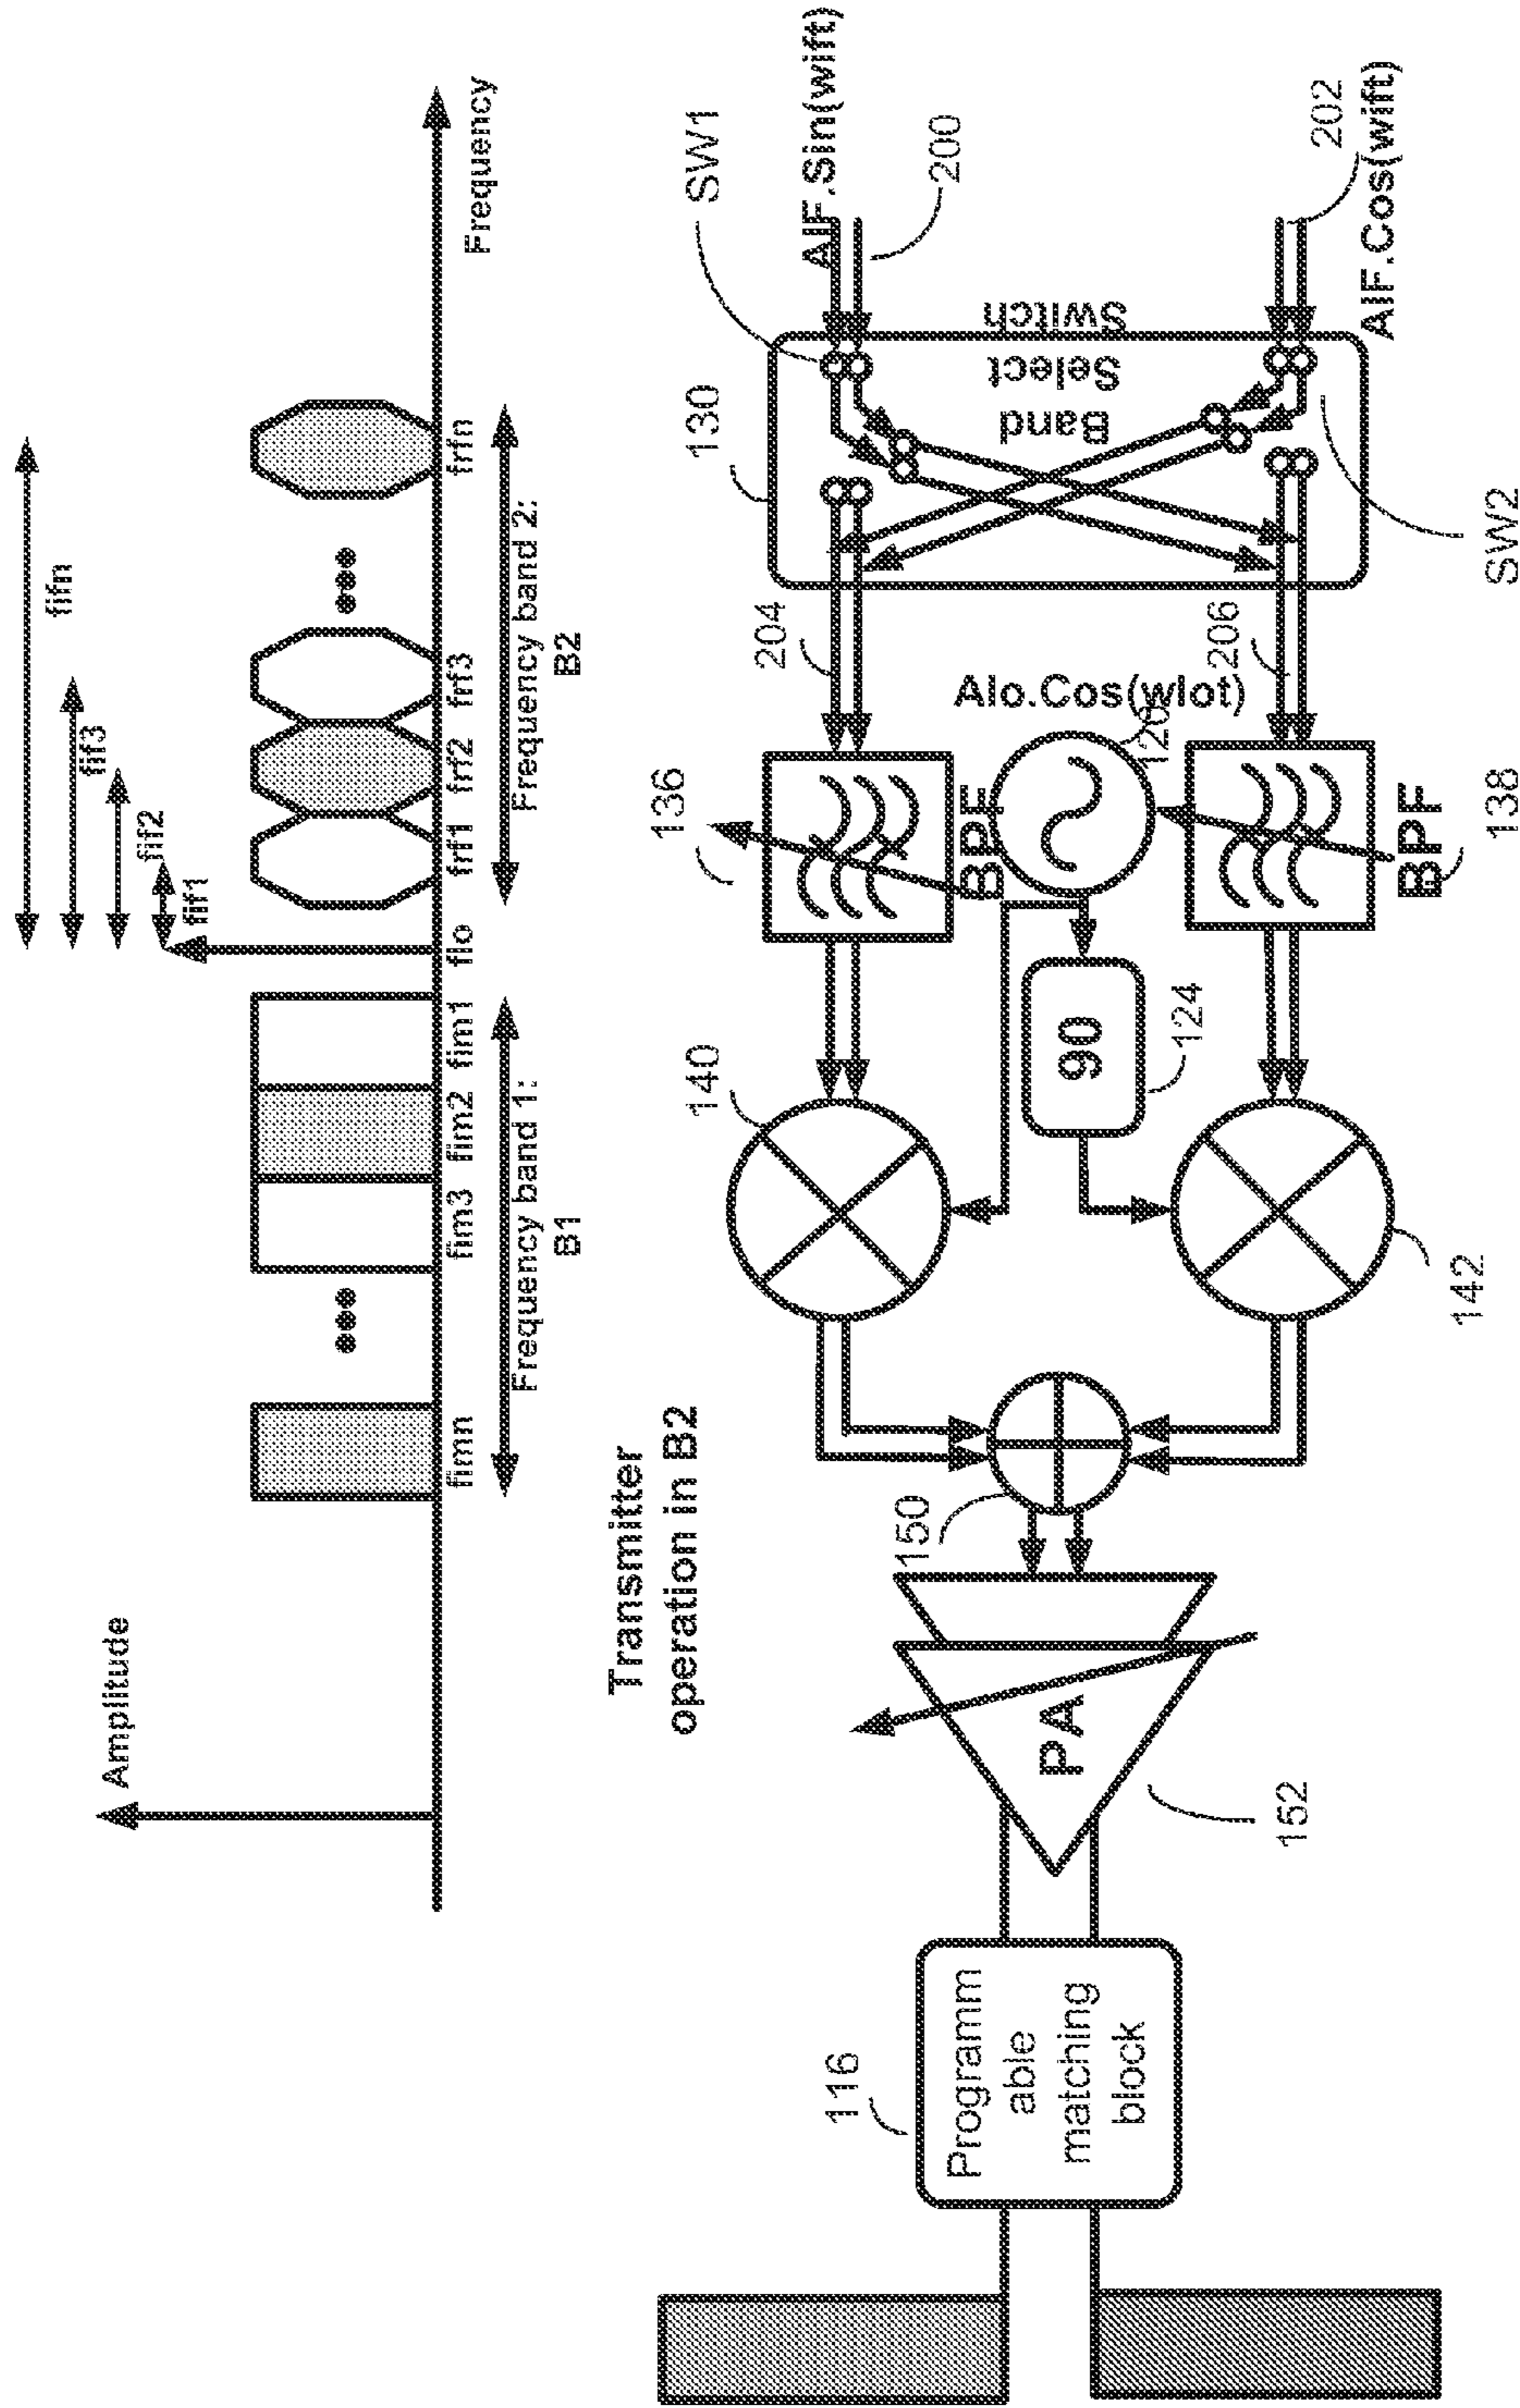 Amplitude
fifn
fif3
fif2
fif1
fimn
fim3
fim2
fim1
flo
frf1
frf2
frf3
frfn
Frequency
Frequency band 1:
B1
Frequency band 2:
B2
Transmitter
operation in B2
116
Programm
able
matching
block
PA
152
150
140
142
90
124
136
BPF
120
Alo.Cos(wlot)
BPF
138
204
206
130
Band
Select
Switch
SW1
SW2
AIF.Sin(wift)
200
202
AIF.Cos(wift)